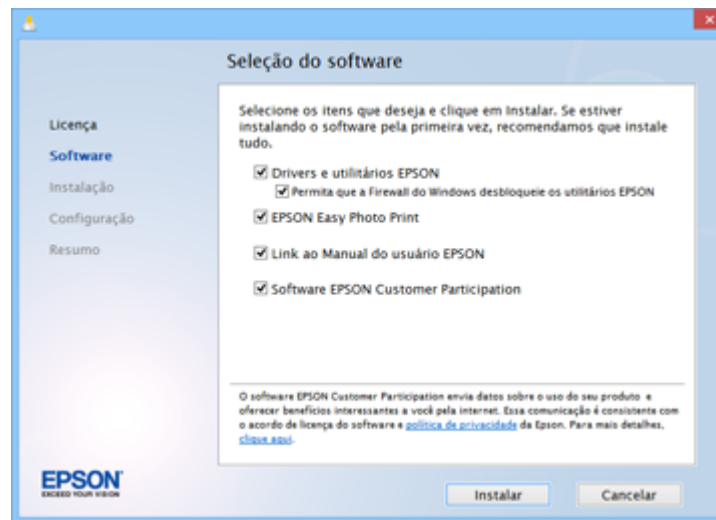 Seleção do software
Licença
Software
Instalação
Configuração
Resumo
Selecione os itens que deseja e clique em Instalar. Se estiver
instalando o software pela primeira vez, recomendamos que instale
tudo.
Drivers e utilitários EPSON
Permita que a Firewall do Windows desbloqueie os utilitários EPSON
EPSON Easy Photo Print
Link ao Manual do usuário EPSON
Software EPSON Customer Participation
O software EPSON Customer Participation envia datos sobre o uso do seu produto e
oferecer benefícios interessantes a você pela internet. Essa comunicação é consistente com
o acordo de licença do software e política de privacidade da Epson. Para mais detalhes,
clique aqui.
EPSON
EXCEED YOUR VISION
Instalar
Cancelar